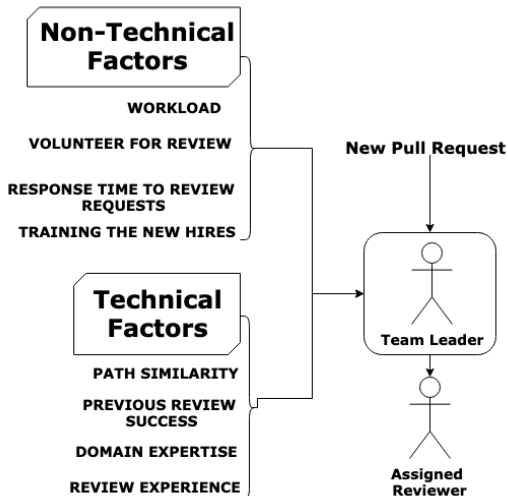 Non-Technical
Factors
WORKLOAD
VOLUNTEER FOR REVIEW
RESPONSE TIME TO REVIEW
REQUESTS
TRAINING THE NEW HIRES
Technical
Factors
PATH SIMILARITY
PREVIOUS REVIEW
SUCCESS
DOMAIN EXPERTISE
REVIEW EXPERIENCE
New Pull Request
Team Leader
Assigned
Reviewer